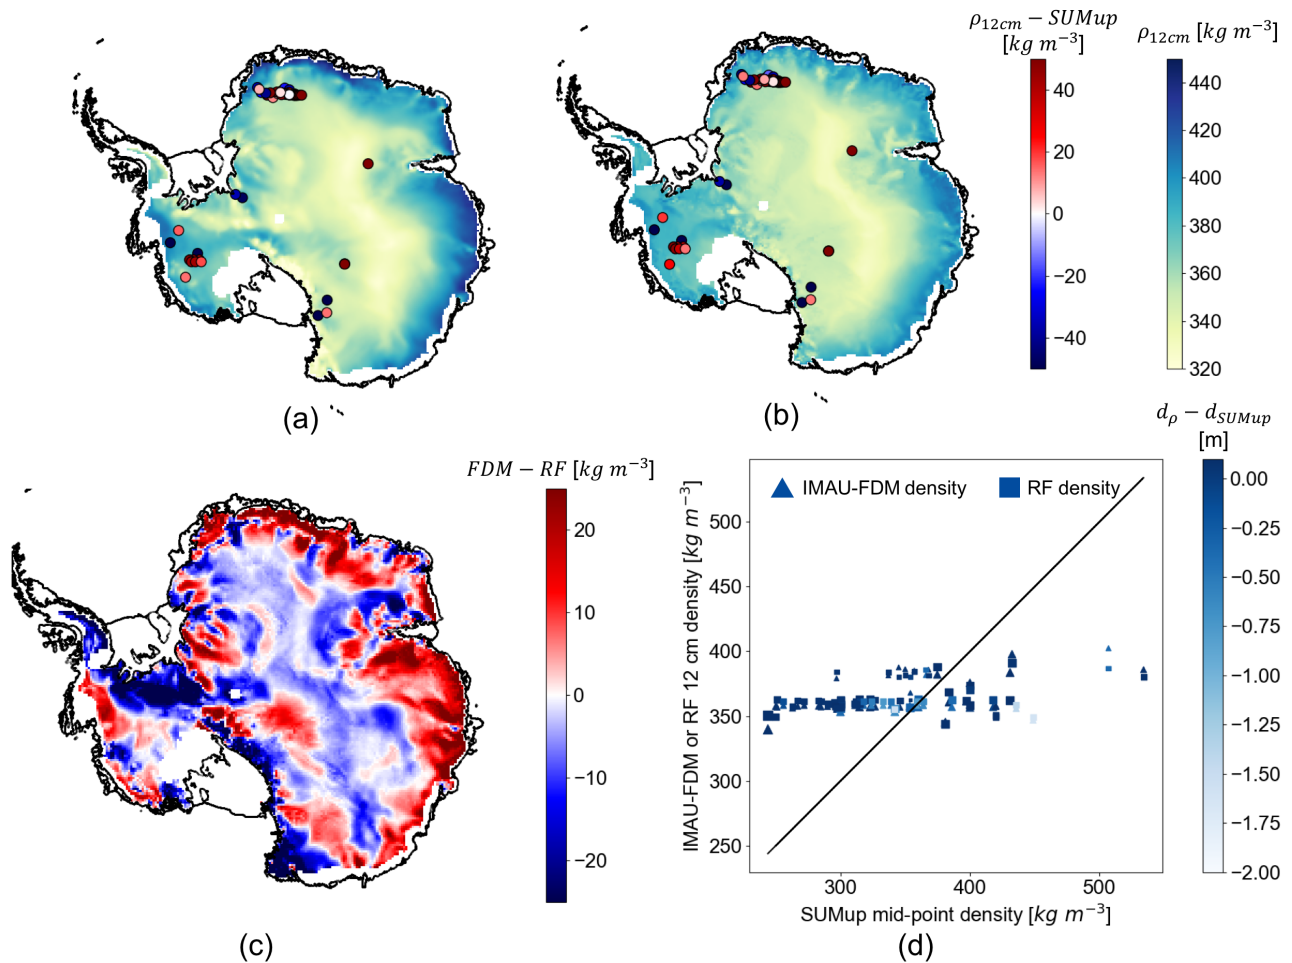 ρ12cm − SUMup
[kg m−3]
ρ12cm [kg m−3]
40
20
0
−20
−40
440
420
400
380
360
340
320
(a)
(b)
dρ − dSUMup
[m]
FDM − RF [kg m−3]
20
10
0
−10
−20
(c)
IMAU-FDM or RF 12 cm density [kg m−3]
IMAU-FDM density
RF density
500
450
400
350
300
250
300
400
500
SUMup mid-point density [kg m−3]
(d)
0.00
−0.25
−0.50
−0.75
−1.00
−1.25
−1.50
−1.75
−2.00